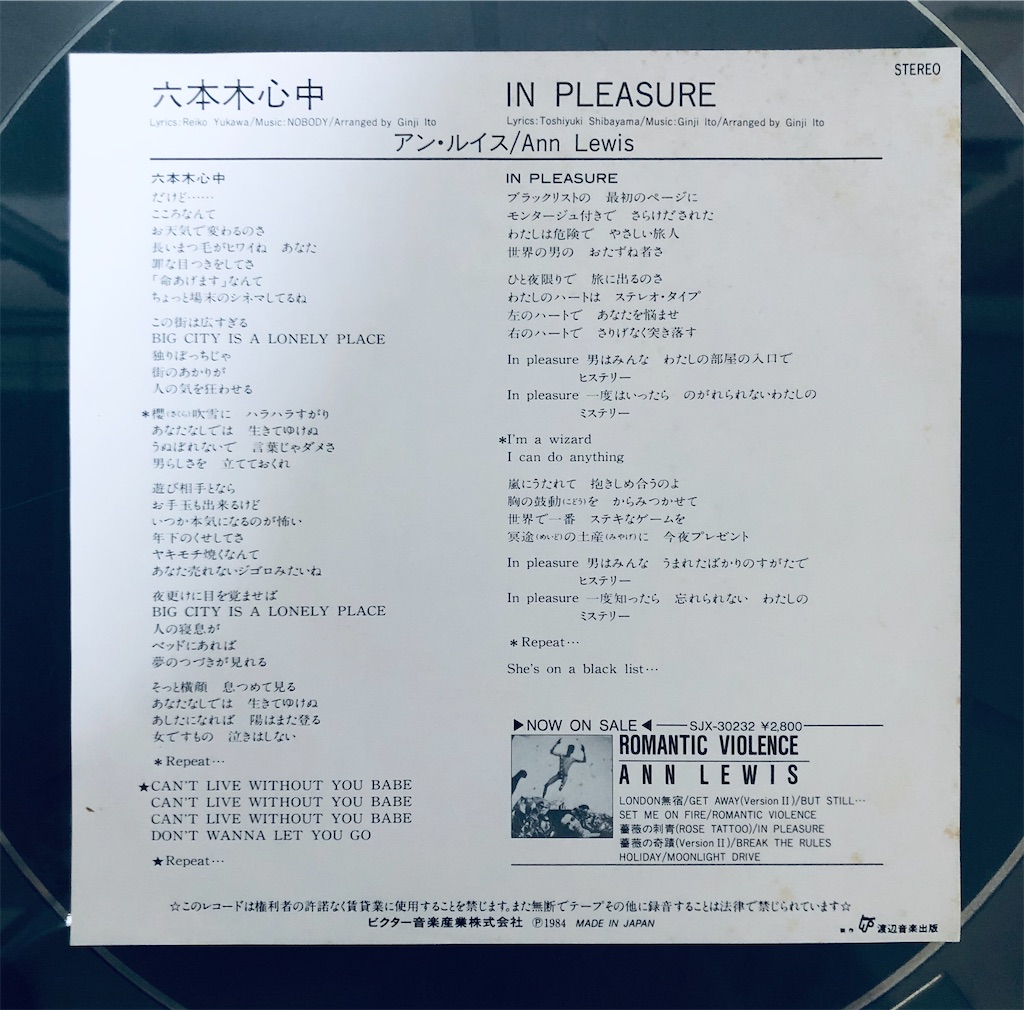 STEREO
六本木心中
Lyrics:Reiko Yukawa/Music:NOBODY/Arranged by Ginji Ito
IN PLEASURE
Lyrics:Toshiyuki Shibayama/Music:Ginji Ito/Arranged by Ginji Ito
アン・ルイス/Ann Lewis
六本木心中
だけど……
こころなんて
お天気で変わるのさ
長いまつ毛がヒワイね　あなた
罪な目つきをしてさ
「命あげます」なんて
ちょっと場末のシネマしてるね
この街は広すぎる
BIG CITY IS A LONELY PLACE
独りぼっちじゃ
街のあかりが
人の気を狂わせる
*櫻(さくら)吹雪に　ハラハラすがり
あなたなしでは　生きてゆけぬ
うぬぼれないで　言葉じゃダメさ
男らしさを　立てておくれ
遊び相手となら
お手玉も出来るけど
いつか本気になるのが怖い
年下のくせしてさ
ヤキモチ焼くなんて
あなた売れないジゴロみたいね
夜更けに目を覚ませば
BIG CITY IS A LONELY PLACE
人の寝息が
ベッドにあれば
夢のつづきが見れる
そっと横顔　息つめて見る
あなたなしでは　生きてゆけぬ
あしたになれば　陽はまた登る
女ですもの　泣きはしない
*Repeat…
★CAN'T LIVE WITHOUT YOU BABE
CAN'T LIVE WITHOUT YOU BABE
CAN'T LIVE WITHOUT YOU BABE
DON'T WANNA LET YOU GO
★Repeat…
IN PLEASURE
ブラックリストの　最初のページに
モンタージュ付きで　さらけだされた
わたしは危険で　やさしい旅人
世界の男の　おたずね者さ
ひと夜限りで　旅に出るのさ
わたしのハートは　ステレオ・タイプ
左のハートで　あなたを悩ませ
右のハートで　さりげなく突き落す
In pleasure 男はみんな　わたしの部屋の入口で
ヒステリー
In pleasure 一度はいったら　のがれられないわたしの
ミステリー
*I'm a wizard
I can do anything
嵐にうたれて　抱きしめ合うのよ
胸の鼓動(こどう)を　からみつかせて
世界で一番　ステキなゲームを
冥途(めいど)の土産(みやげ)に　今夜プレゼント
In pleasure 男はみんな　うまれたばかりのすがたで
ヒステリー
In pleasure 一度知ったら　忘れられない　わたしの
ミステリー
*Repeat…
She's on a black list…
▶NOW ON SALE◀ SJX-30232 ¥2,800
ROMANTIC VIOLENCE
ANN LEWIS
LONDON無宿/GET AWAY(Version II)/BUT STILL…
SET ME ON FIRE/ROMANTIC VIOLENCE
薔薇の刺青(ROSE TATTOO)/IN PLEASURE
薔薇の奇蹟(Version II)/BREAK THE RULES
HOLIDAY/MOONLIGHT DRIVE
☆このレコードは権利者の許諾なく賃貸業に使用することを禁じます。また無断でテープその他に録音することは法律で禁じられています☆
ビクター音楽産業株式会社 Ⓟ1984 MADE IN JAPAN
製作 渡辺音楽出版